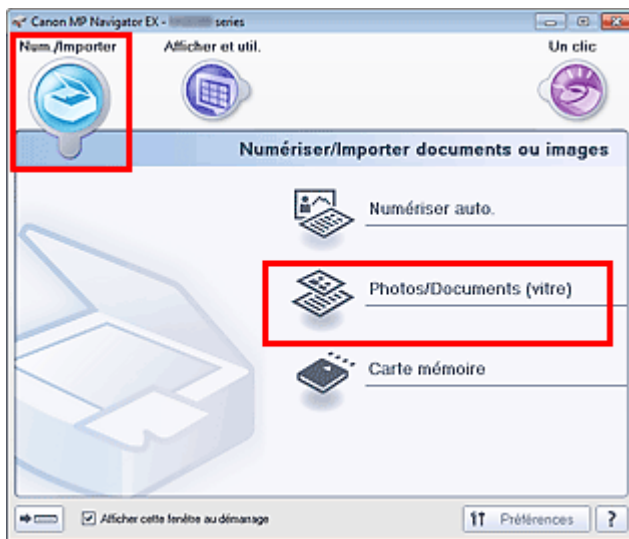 Canon MP Navigator EX - series
Num./Importer
Afficher et util.
Un clic
Numériser/Importer documents ou images
Numériser auto.
Photos/Documents (vitre)
Carte mémoire
Afficher cette fenêtre au démarrage
Préférences
?